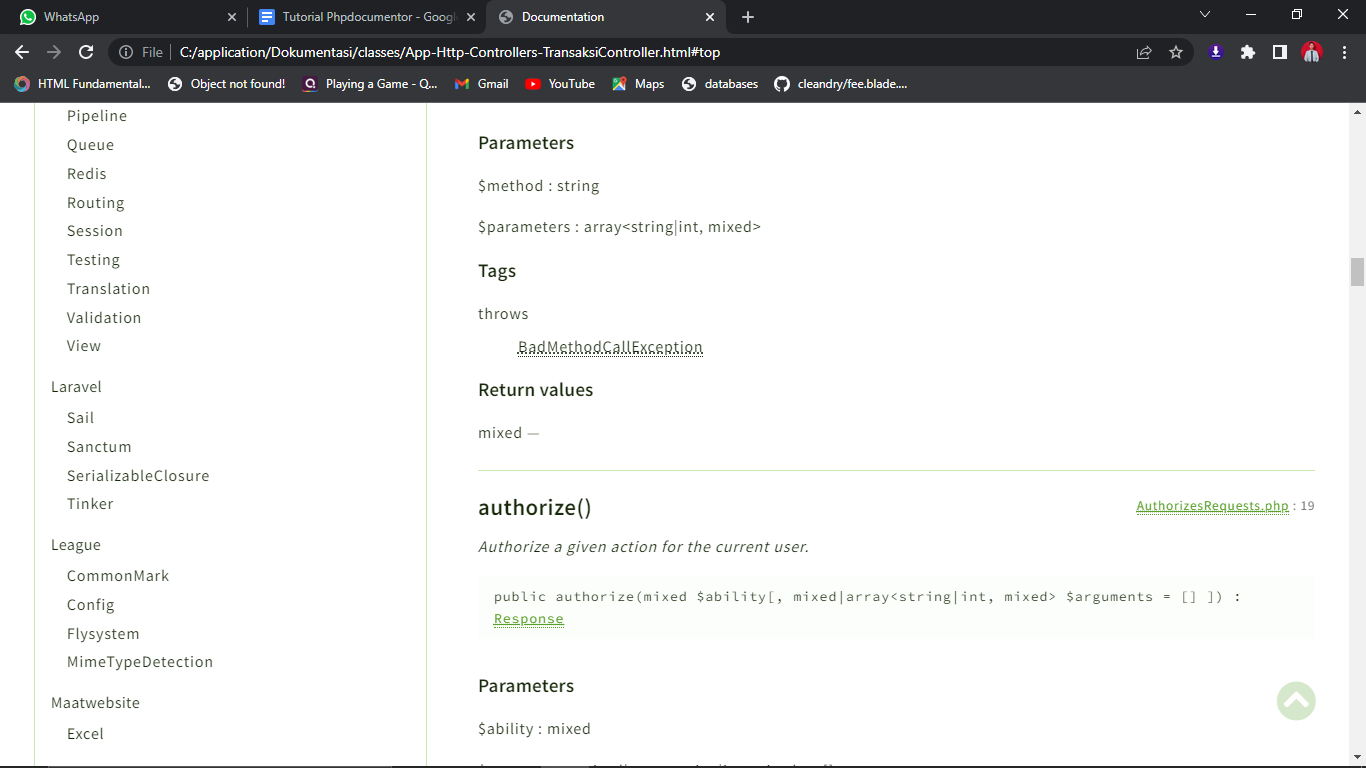 WhatsApp
Tutorial Phpdocumentor - Google
Documentation
File
C:/application/Dokumentasi/classes/App-Http-Controllers-TransaksiController.html#top
HTML Fundamental...
Object not found!
Playing a Game - Q...
Gmail
YouTube
Maps
databases
cleandry/fee.blade....
Pipeline
Queue
Redis
Routing
Session
Testing
Translation
Validation
View
Laravel
Sail
Sanctum
SerializableClosure
Tinker
League
CommonMark
Config
Flysystem
MimeTypeDetection
Maatwebsite
Excel
Parameters
$method : string
$parameters : array<string|int, mixed>
Tags
throws
BadMethodCallException
Return values
mixed —
authorize()
AuthorizesRequests.php : 19
Authorize a given action for the current user.
public authorize(mixed $ability[, mixed|array<string|int, mixed> $arguments = [] ]) :
Response
Parameters
$ability : mixed